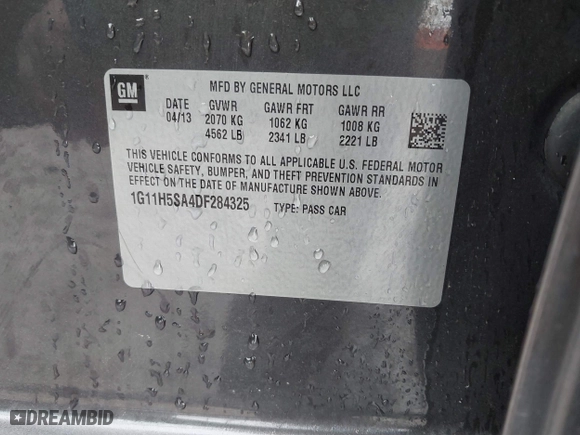 GM
MFD BY GENERAL MOTORS LLC
DATE GVWR GAWR FRT GAWR RR
04/13 2070 KG 1062 KG 1008 KG
4562 LB 2341 LB 2221 LB
THIS VEHICLE CONFORMS TO ALL APPLICABLE U.S. FEDERAL MOTOR
VEHICLE SAFETY, BUMPER, AND THEFT PREVENTION STANDARDS IN
EFFECT ON THE DATE OF MANUFACTURE SHOWN ABOVE.
1G11H5SA4DF284325 TYPE: PASS CAR
DREAMBID